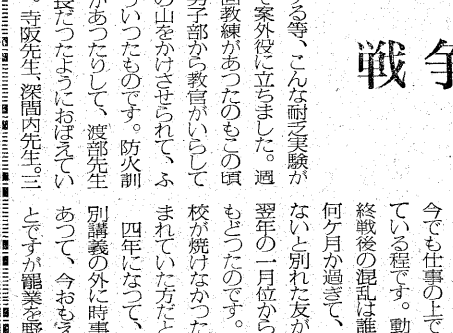 戦争
る等、こんな耐乏実験が
て案外役に立ちました。週
回教練があつたのもこの頃
男子部から教官がいらして
の山をかけさせられて、ふ
ういつたものです。防火訓
があつたりして、渡部先生
長だつたようにおぼえてい
。寺阪先生、深間内先生。三
今でも仕事の上で
ている程です。動
終戦後の混乱は誰
何ケ月か過ぎて、
ないと別れた友が
翌年の一月位から
もどつたのです。
校が焼けなかつた
まれていた方だと
四年になつて、
別講義の外に時事
あつて、今おもえ
とですが罷業を野